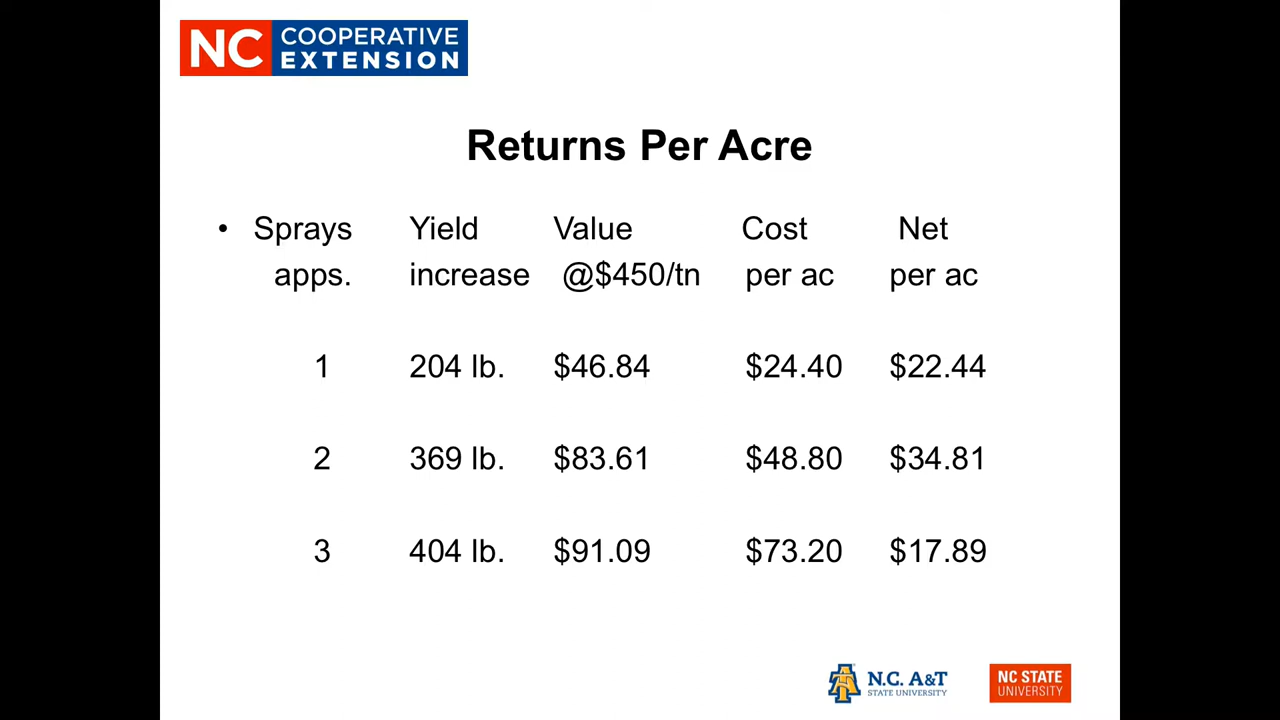 NC COOPERATIVE
EXTENSION
Returns Per Acre
• Sprays Yield Value Cost Net
apps. increase @$450/tn per ac per ac
1 204 lb. $46.84 $24.40 $22.44
2 369 lb. $83.61 $48.80 $34.81
3 404 lb. $91.09 $73.20 $17.89
N.C. A&T
STATE UNIVERSITY
NC STATE
UNIVERSITY